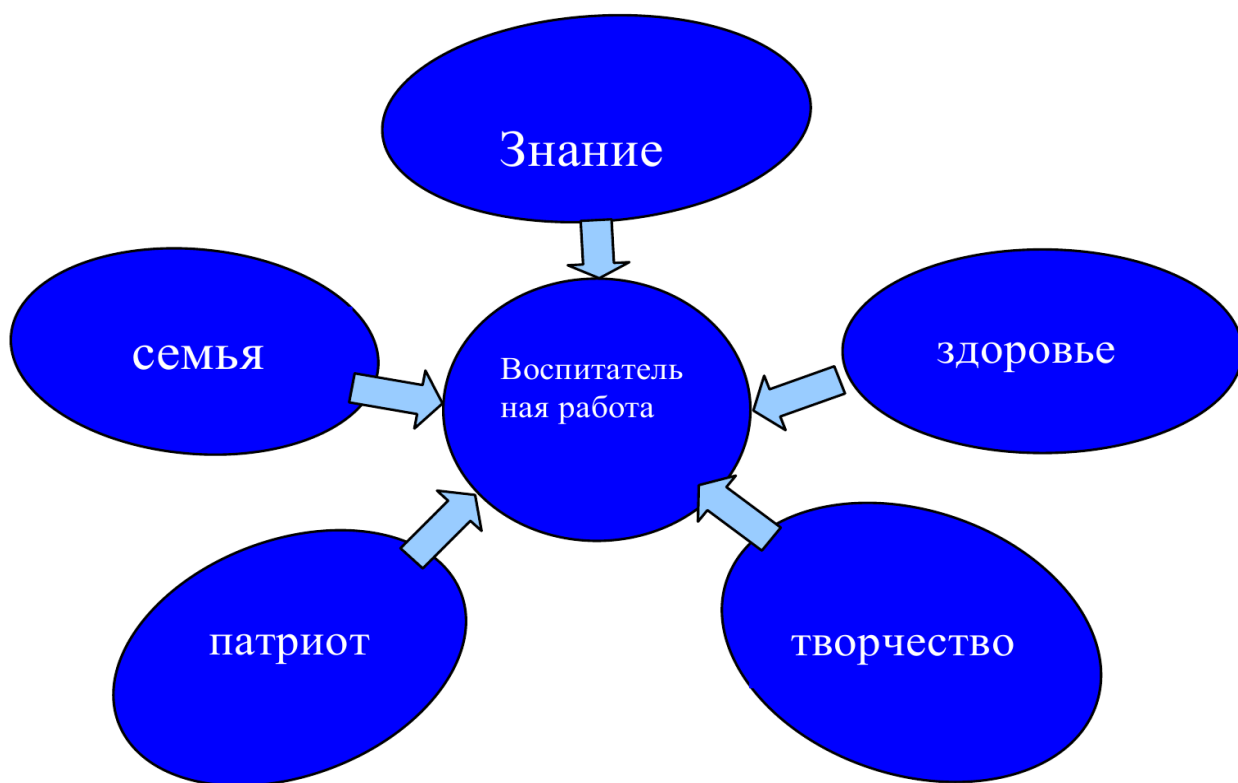 Знание
семья
здоровье
Воспитатель
ная работа
патриот
творчество